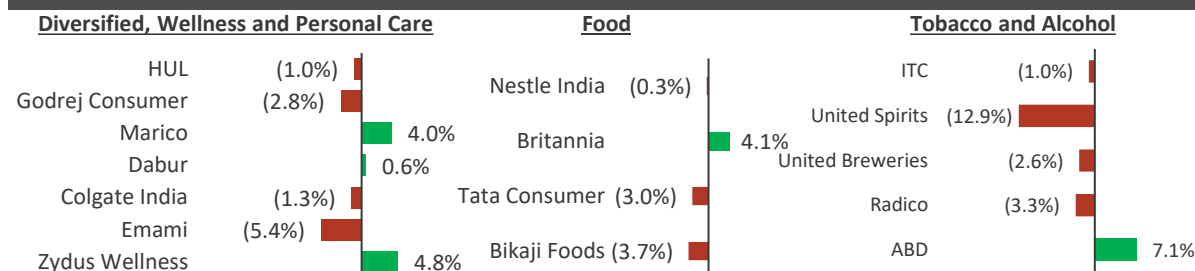 Diversified, Wellness and Personal Care
HUL (1.0%)
Godrej Consumer (2.8%)
Marico 4.0%
Dabur 0.6%
Colgate India (1.3%)
Emami (5.4%)
Zydus Wellness 4.8%
Food
Nestle India (0.3%)
Britannia 4.1%
Tata Consumer (3.0%)
Bikaji Foods (3.7%)
Tobacco and Alcohol
ITC (1.0%)
United Spirits (12.9%)
United Breweries (2.6%)
Radico (3.3%)
ABD 7.1%